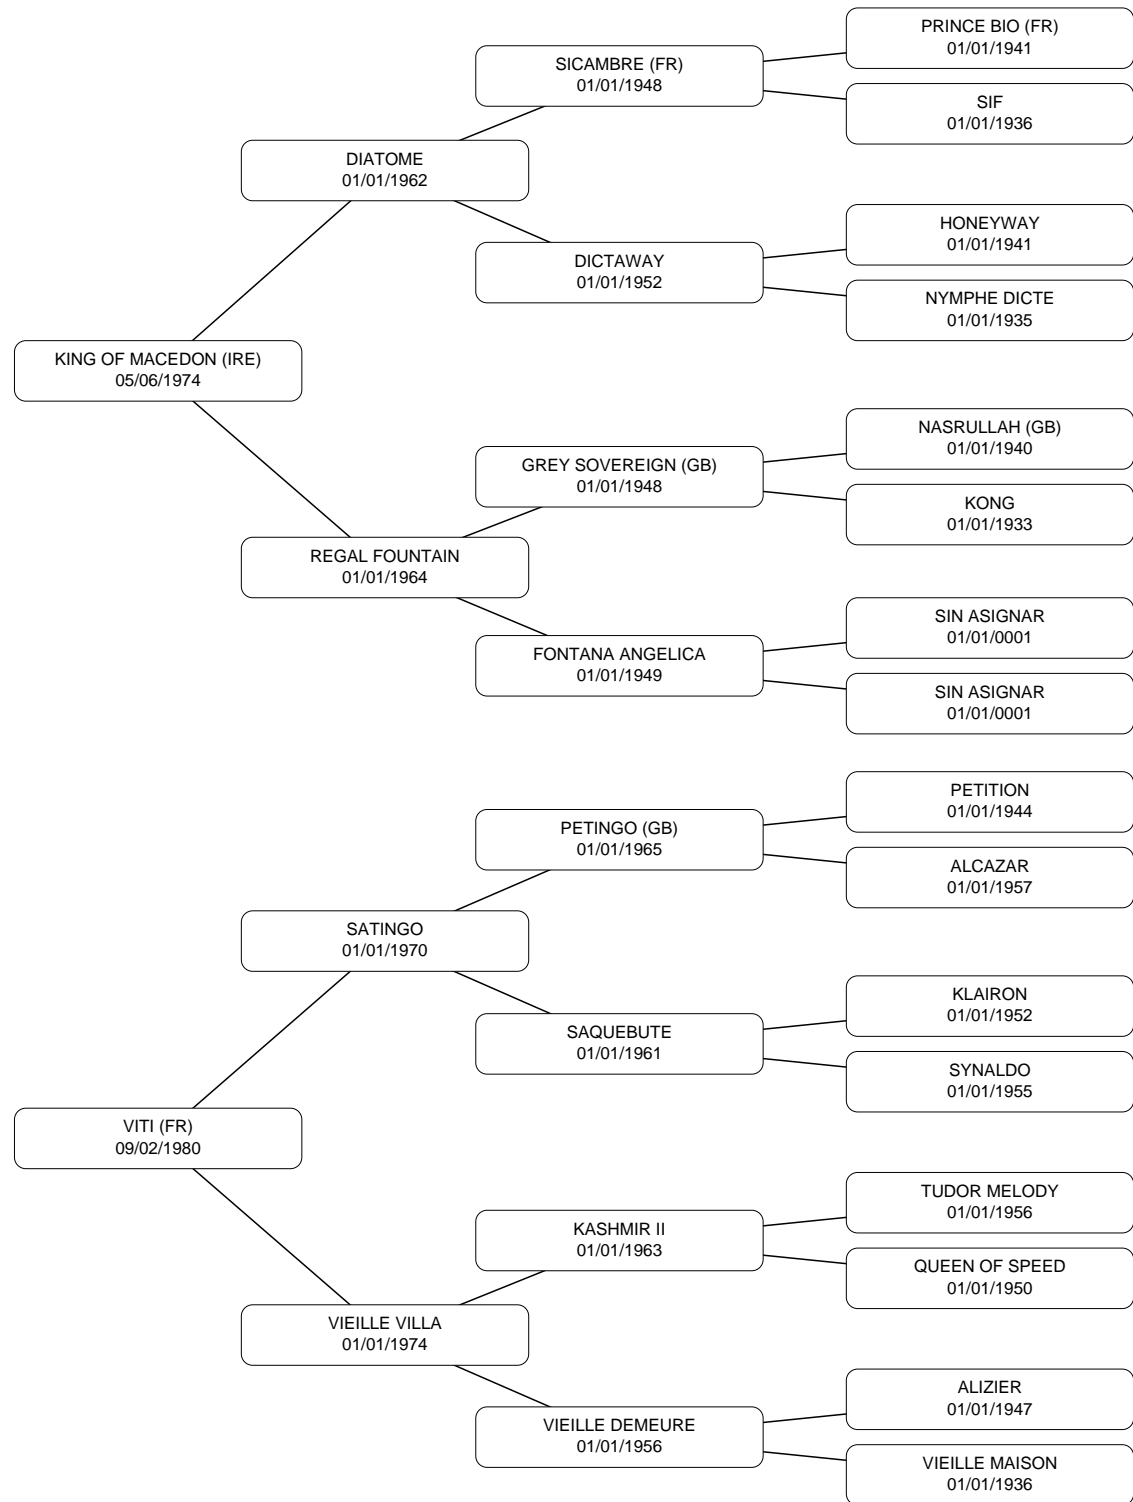 PRINCE BIO (FR)
01/01/1941
SICAMBRE (FR)
01/01/1948
SIF
01/01/1936
DIATOME
01/01/1962
HONEYWAY
01/01/1941
DICTAWAY
01/01/1952
NYMPHE DICTE
01/01/1935
KING OF MACEDON (IRE)
05/06/1974
NASRULLAH (GB)
01/01/1940
GREY SOVEREIGN (GB)
01/01/1948
KONG
01/01/1933
REGAL FOUNTAIN
01/01/1964
SIN ASIGNAR
01/01/0001
FONTANA ANGELICA
01/01/1949
SIN ASIGNAR
01/01/0001
PETITION
01/01/1944
PETINGO (GB)
01/01/1965
ALCAZAR
01/01/1957
SATINGO
01/01/1970
KLAIRON
01/01/1952
SAQUEBUTE
01/01/1961
SYNALDO
01/01/1955
VITI (FR)
09/02/1980
TUDOR MELODY
01/01/1956
KASHMIR II
01/01/1963
QUEEN OF SPEED
01/01/1950
VIEILLE VILLA
01/01/1974
ALIZIER
01/01/1947
VIEILLE DEMEURE
01/01/1956
VIEILLE MAISON
01/01/1936